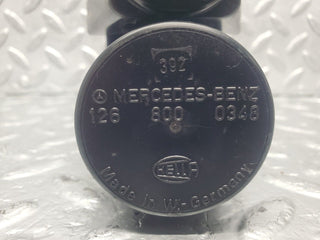 392
MERCEDES-BENZ
126 800 0348
HELLA
Made in W.-Germany